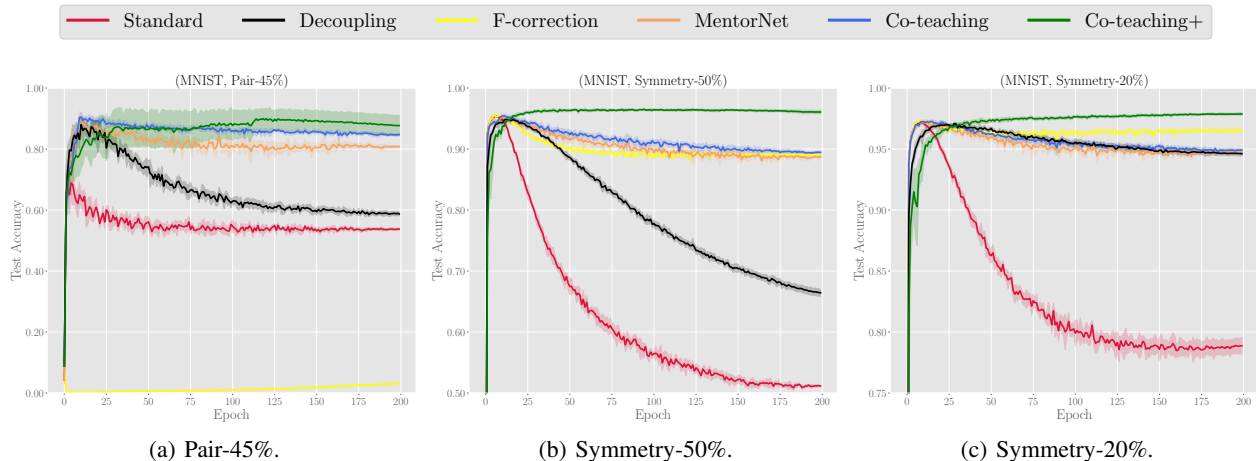 Standard Decoupling F-correction MentorNet Co-teaching Co-teaching+
(MNIST, Pair-45%)
1.00
0.80
0.60
0.40
0.20
0.00
Test Accuracy
0 25 50 75 100 125 150 175 200
Epoch
(a) Pair-45%.
(MNIST, Symmetry-50%)
1.00
0.90
0.80
0.70
0.60
0.50
Test Accuracy
0 25 50 75 100 125 150 175 200
Epoch
(b) Symmetry-50%.
(MNIST, Symmetry-20%)
1.00
0.95
0.90
0.85
0.80
0.75
Test Accuracy
0 25 50 75 100 125 150 175 200
Epoch
(c) Symmetry-20%.